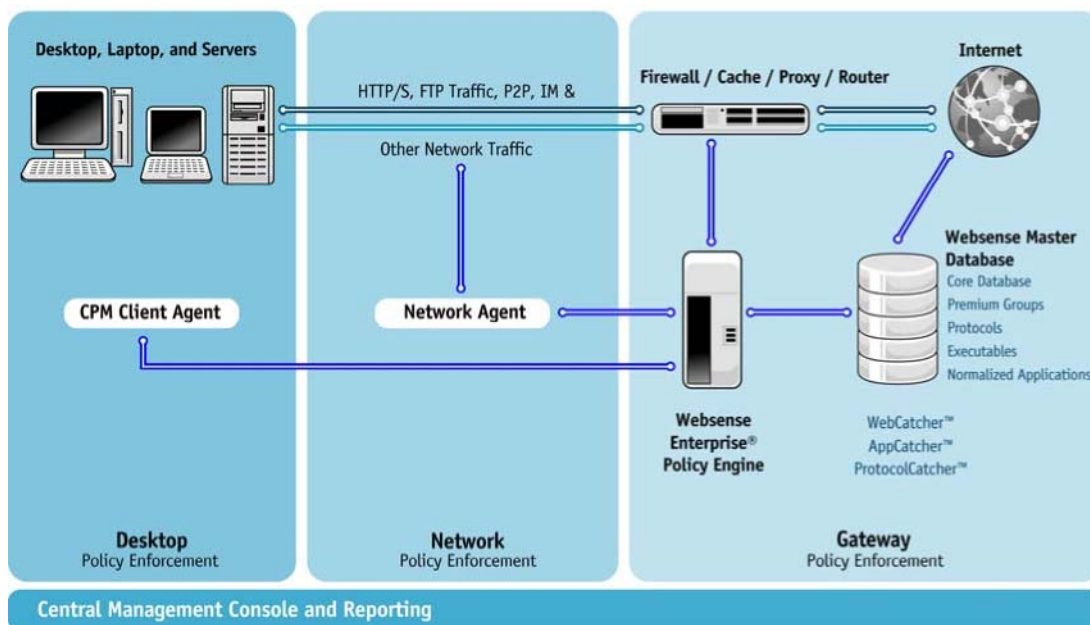 Desktop, Laptop, and Servers
HTTP/S, FTP Traffic, P2P, IM &
Other Network Traffic
Firewall / Cache / Proxy / Router
Internet
CPM Client Agent
Network Agent
Websense
Enterprise®
Policy Engine
Websense Master
Database
Core Database
Premium Groups
Protocols
Executables
Normalized Applications
WebCatcher™
AppCatcher™
ProtocolCatcher™
Desktop
Policy Enforcement
Network
Policy Enforcement
Gateway
Policy Enforcement
Central Management Console and Reporting